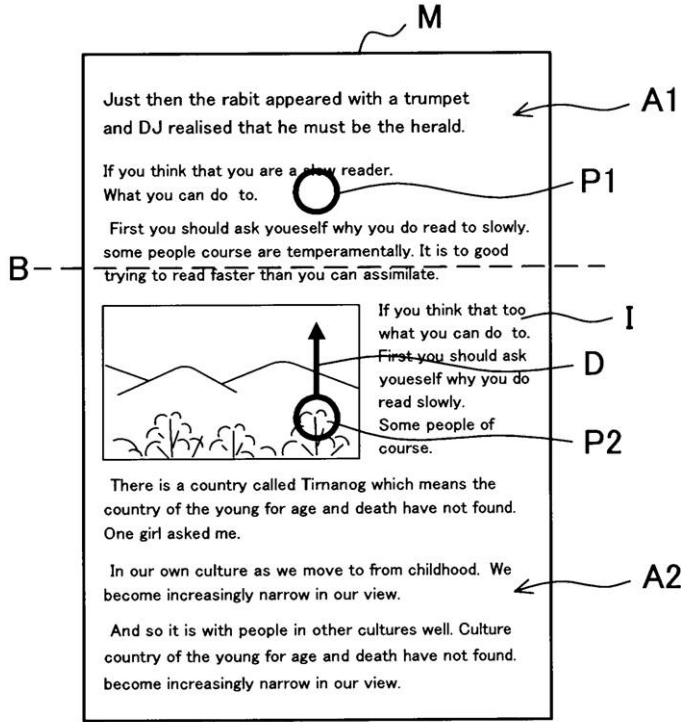 M
Just then the rabit appeared with a trumpet
and DJ realised that he must be the herald.
A1
If you think that you are a slow reader.
What you can do to.
P1
First you should ask youeself why you do read to slowly.
some people course are temperamentally. It is to good
B
trying to read faster than you can assimilate.
If you think that too
what you can do to.
First you should ask
youeself why you do
read slowly.
Some people of
course.
I
D
P2
There is a country called Tirnanog which means the
country of the young for age and death have not found.
One girl asked me.
In our own culture as we move to from childhood. We
become increasingly narrow in our view.
A2
And so it is with people in other cultures well. Culture
country of the young for age and death have not found.
become increasingly narrow in our view.